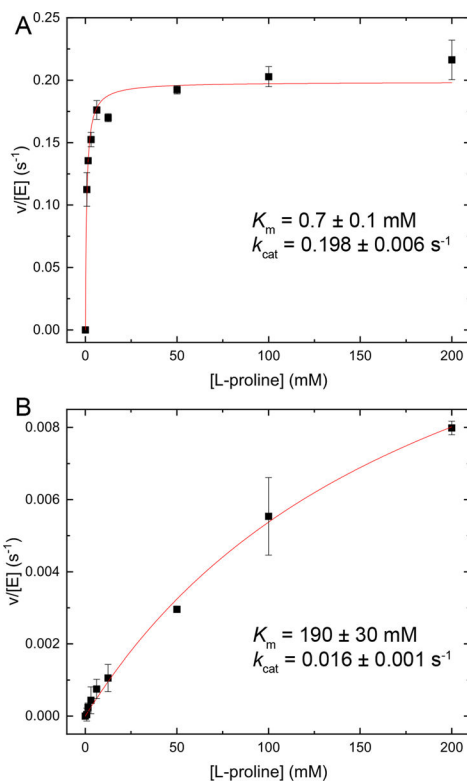 A
0.25
0.20
0.15
0.10
0.05
0.00
v/[E] (s⁻¹)
Kₘ = 0.7 ± 0.1 mM
k_cat = 0.198 ± 0.006 s⁻¹
0 50 100 150 200
[L-proline] (mM)
B
0.008
0.006
0.004
0.002
0.000
v/[E] (s⁻¹)
Kₘ = 190 ± 30 mM
k_cat = 0.016 ± 0.001 s⁻¹
0 50 100 150 200
[L-proline] (mM)